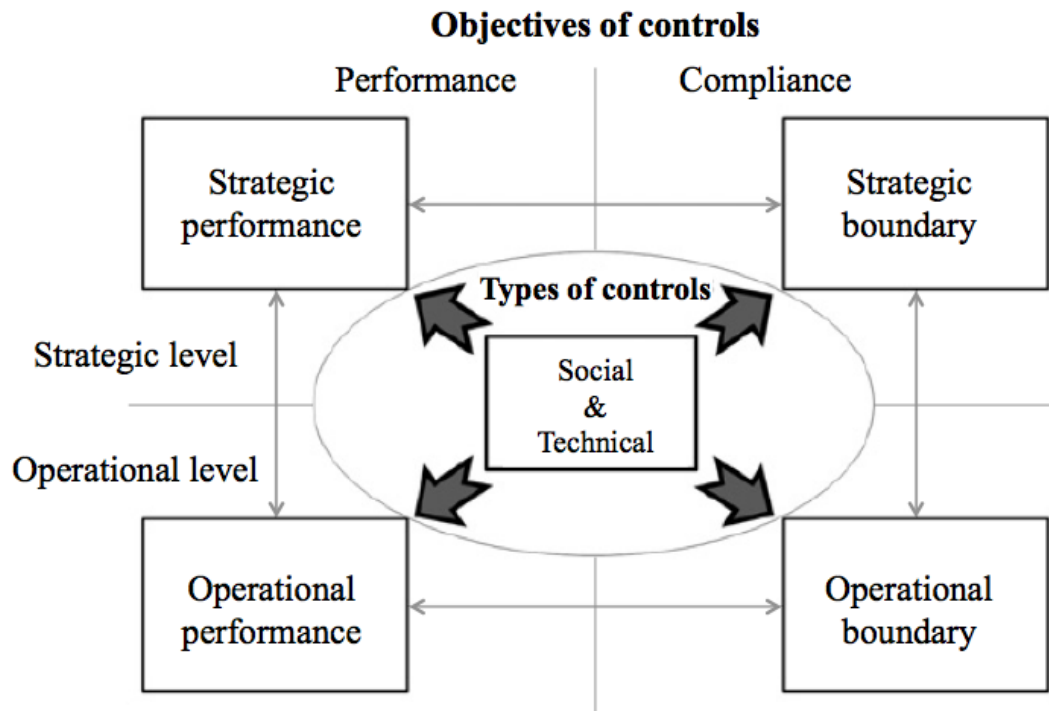 Objectives of controls
Performance
Compliance
Strategic
performance
Strategic
boundary
Types of controls
Strategic level
Social
&
Technical
Operational level
Operational
performance
Operational
boundary